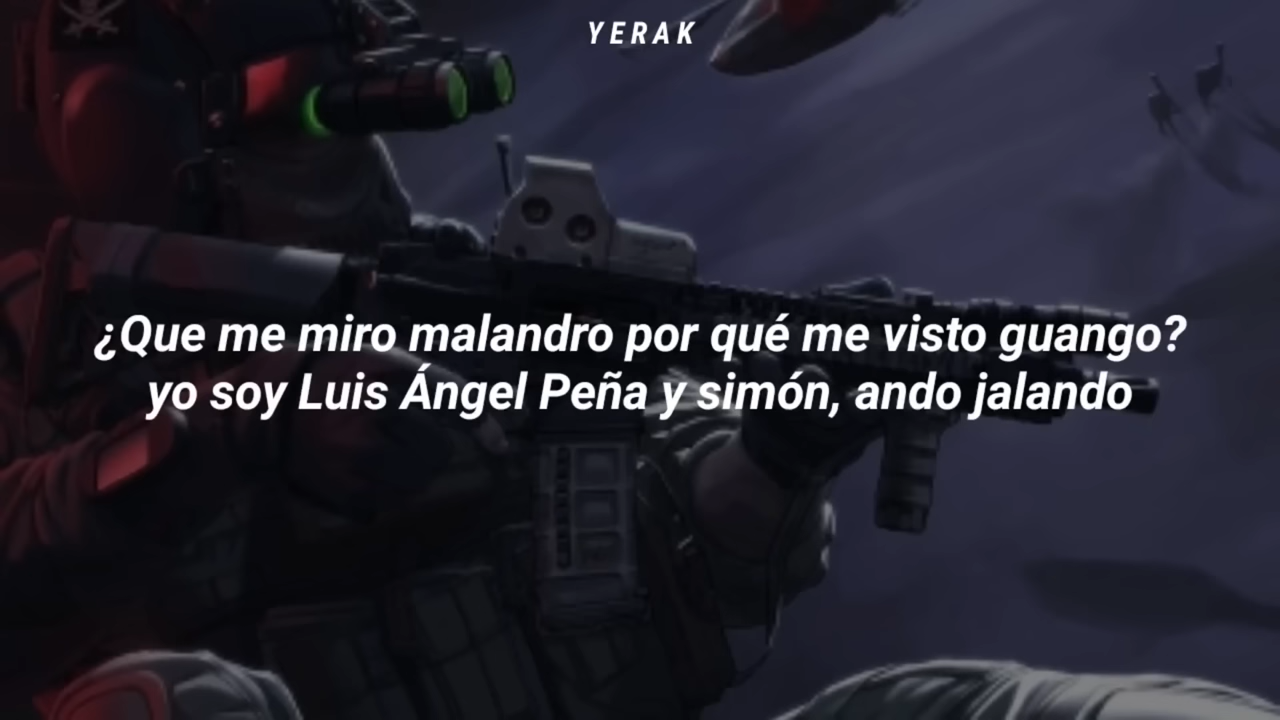 YERAK
¿Que me miro malandro por qué me visto guango?
yo soy Luis Ángel Peña y simón, ando jalando